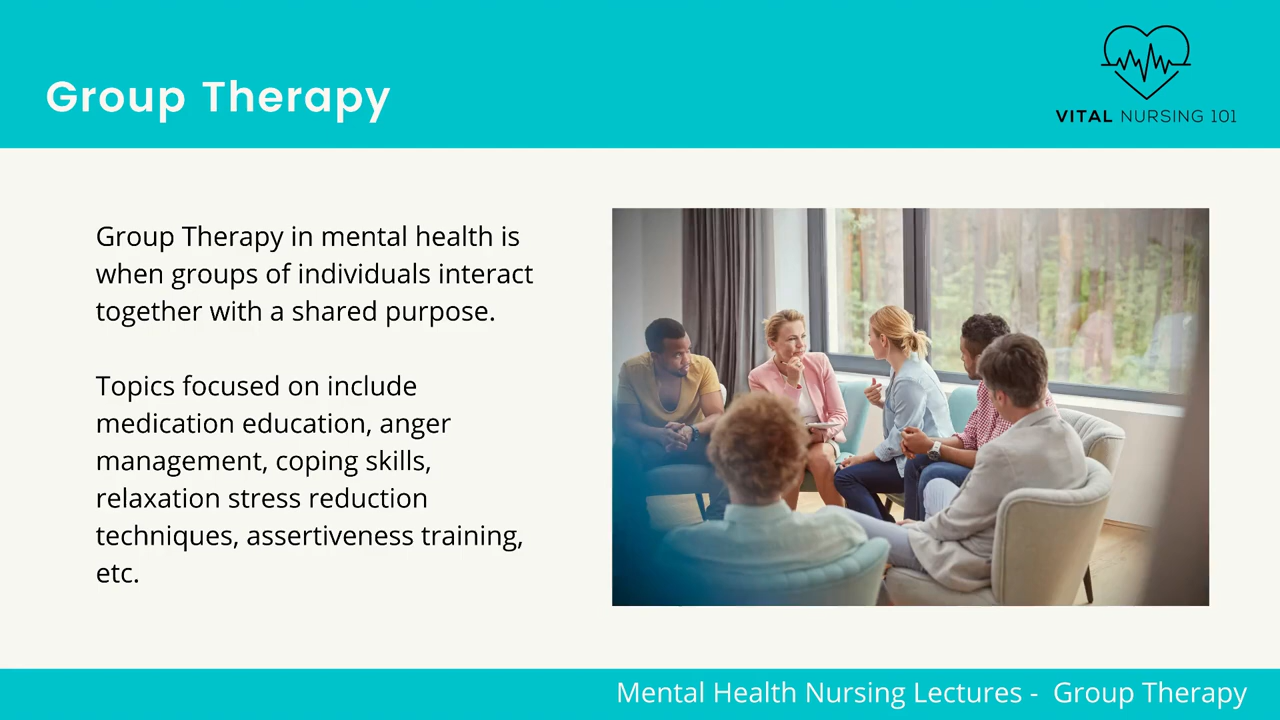 Group Therapy
VITAL NURSING 101
Group Therapy in mental health is
when groups of individuals interact
together with a shared purpose.
Topics focused on include
medication education, anger
management, coping skills,
relaxation stress reduction
techniques, assertiveness training,
etc.
Mental Health Nursing Lectures - Group Therapy